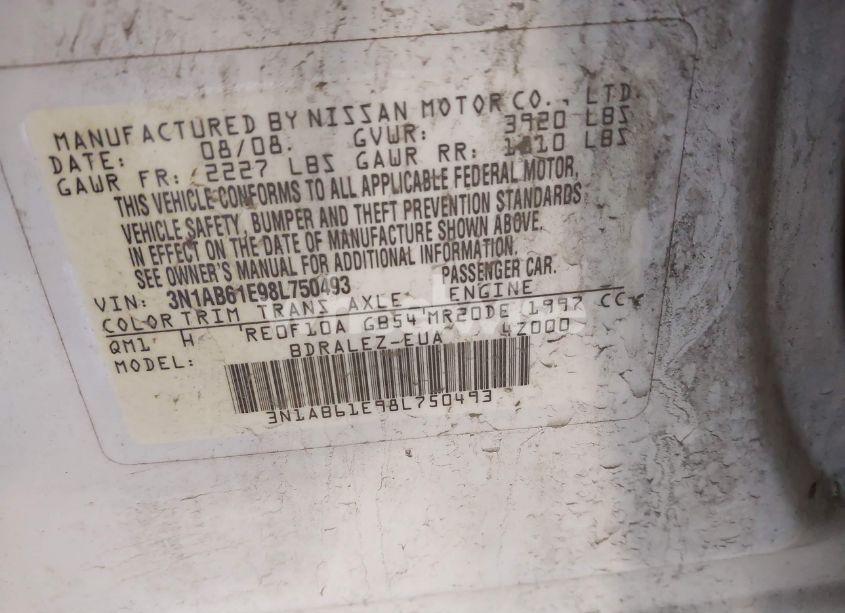 MANUFACTURED BY NISSAN MOTOR CO., LTD.
DATE: 08/08. GVWR: 3920 LBS
GAWR FR: 2227 LBS GAWR RR: LBS
THIS VEHICLE CONFORMS TO ALL APPLICABLE FEDERAL MOTOR
VEHICLE SAFETY, BUMPER AND THEFT PREVENTION STANDARDS
IN EFFECT ON THE DATE OF MANUFACTURE SHOWN ABOVE.
SEE OWNER'S MANUAL FOR ADDITIONAL INFORMATION.
VIN: 3N1AB61E98L750493 PASSENGER CAR.
COLOR TRIM TRANS AXLE ENGINE
QM1 H RE0F10A GB54 MR20DE 1997 CC
MODEL: BDRALEZ-EUA 4Z000
3N1AB61E98L750493